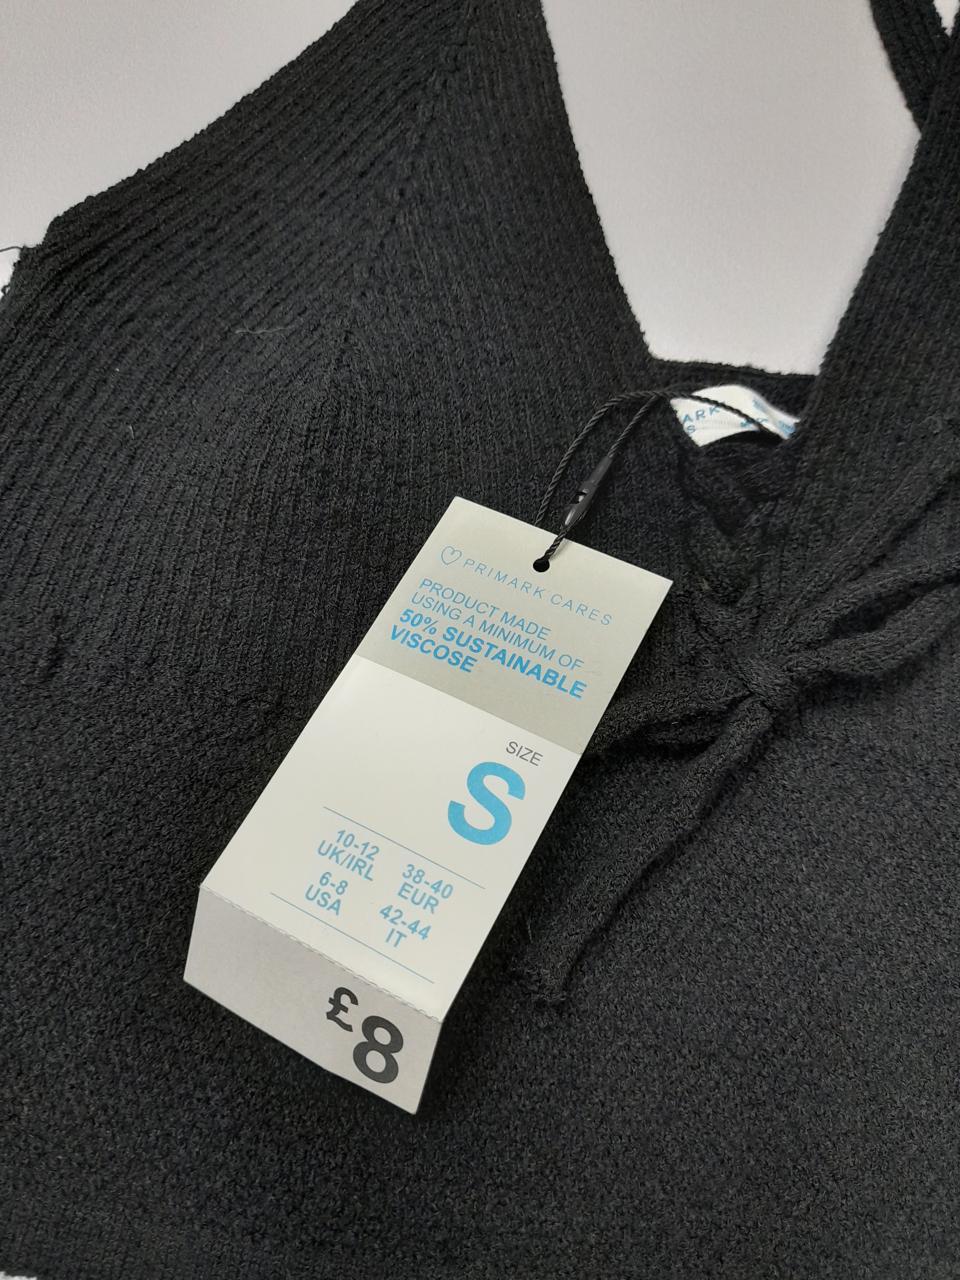 PRIMARK CARES
PRODUCT MADE
USING A MINIMUM OF
50% SUSTAINABLE
VISCOSE
SIZE
S
10-12
UK/IRL
38-40
EUR
6-8
USA
42-44
IT
£8